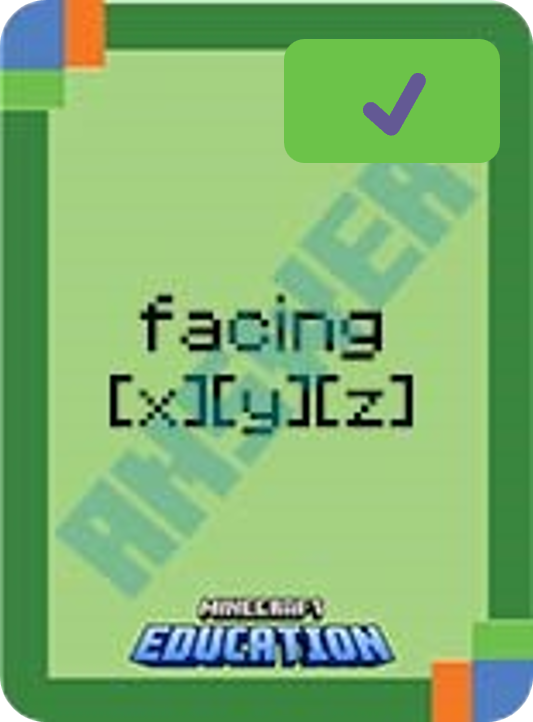 facing
[x][y][z]
ANSWER
MINECRAFT
EDUCATION